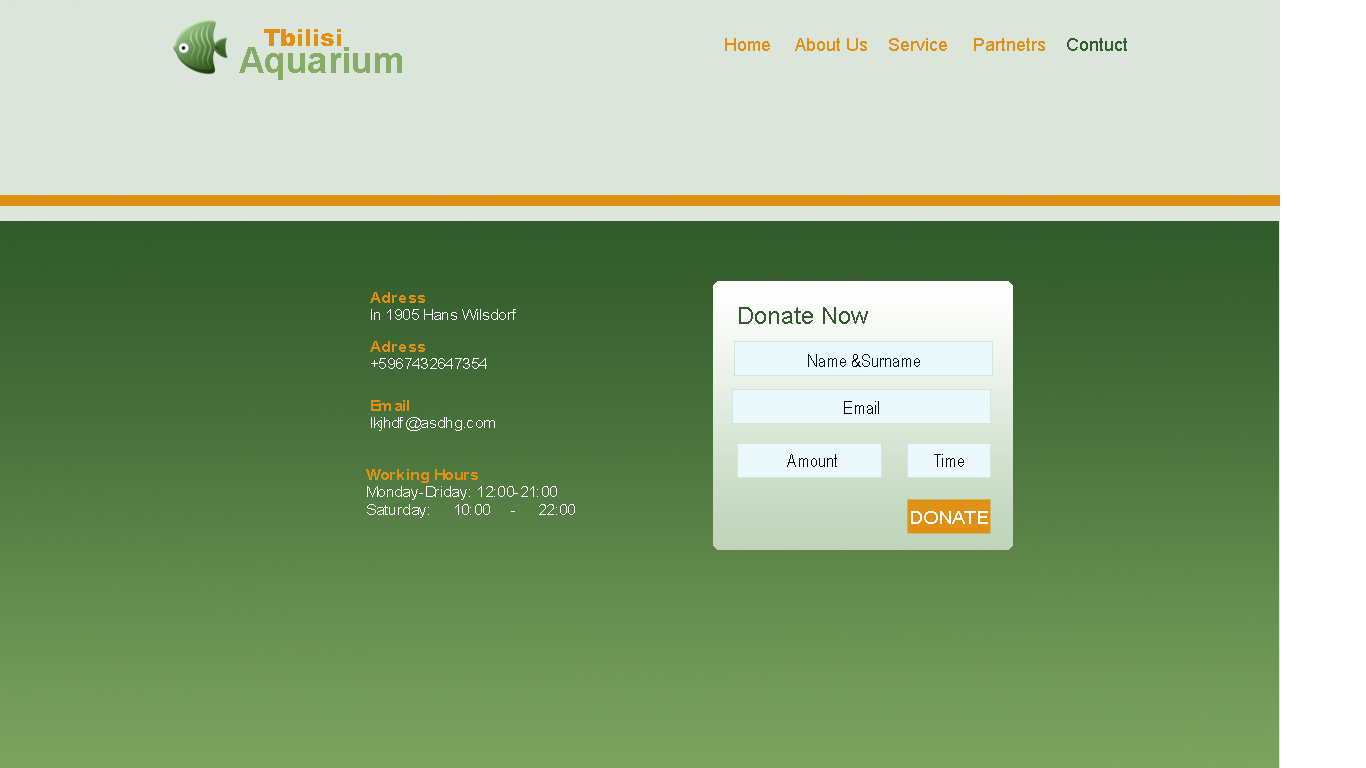 Tbilisi
Aquarium
Home About Us Service Partnetrs Contuct
Adress
In 1905 Hans Wilsdorf
Adress
+5967432647354
Email
lkjhdf@asdhg.com
Working Hours
Monday-Driday: 12:00-21:00
Saturday: 10:00 - 22:00
Donate Now
Name &Surname
Email
Amount Time
DONATE